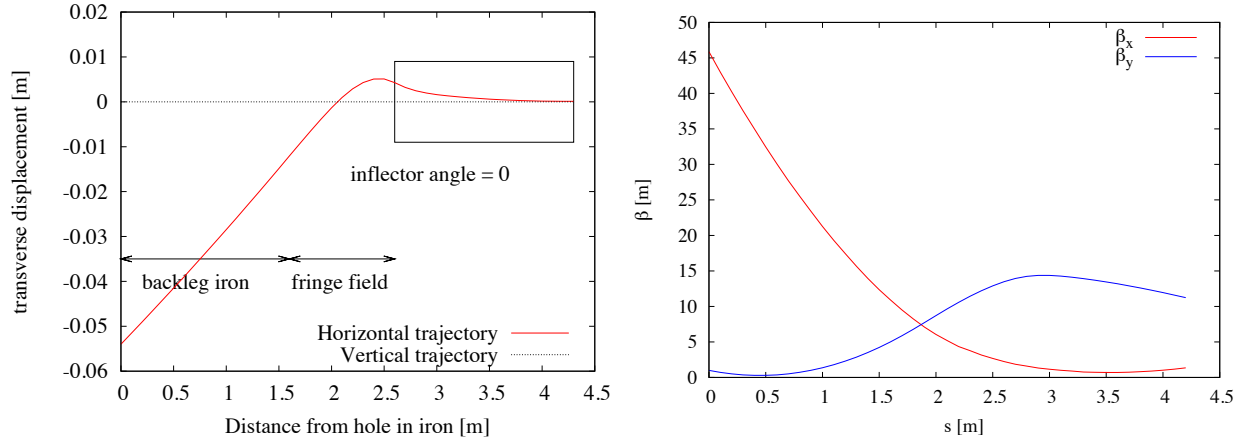 0.02
0.01
0
-0.01
-0.02
-0.03
-0.04
-0.05
-0.06
transverse displacement [m]
inflector angle = 0
backleg iron
fringe field
Horizontal trajectory
Vertical trajectory
0 0.5 1 1.5 2 2.5 3 3.5 4 4.5
Distance from hole in iron [m]
50
45
40
35
30
25
20
15
10
5
0
β [m]
βx
βy
0 0.5 1 1.5 2 2.5 3 3.5 4 4.5
s [m]